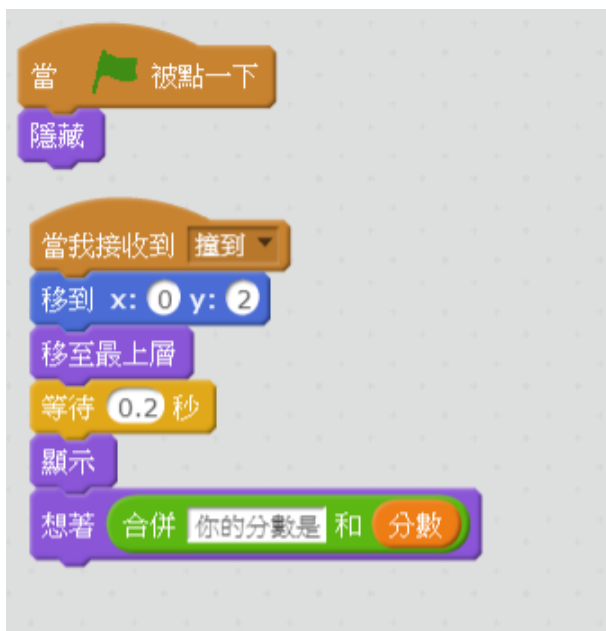 當 被點一下
隱藏
當我接收到 撞到
移到 x: 0 y: 2
移至最上層
等待 0.2 秒
顯示
想著 合併 你的分數是 和 分數